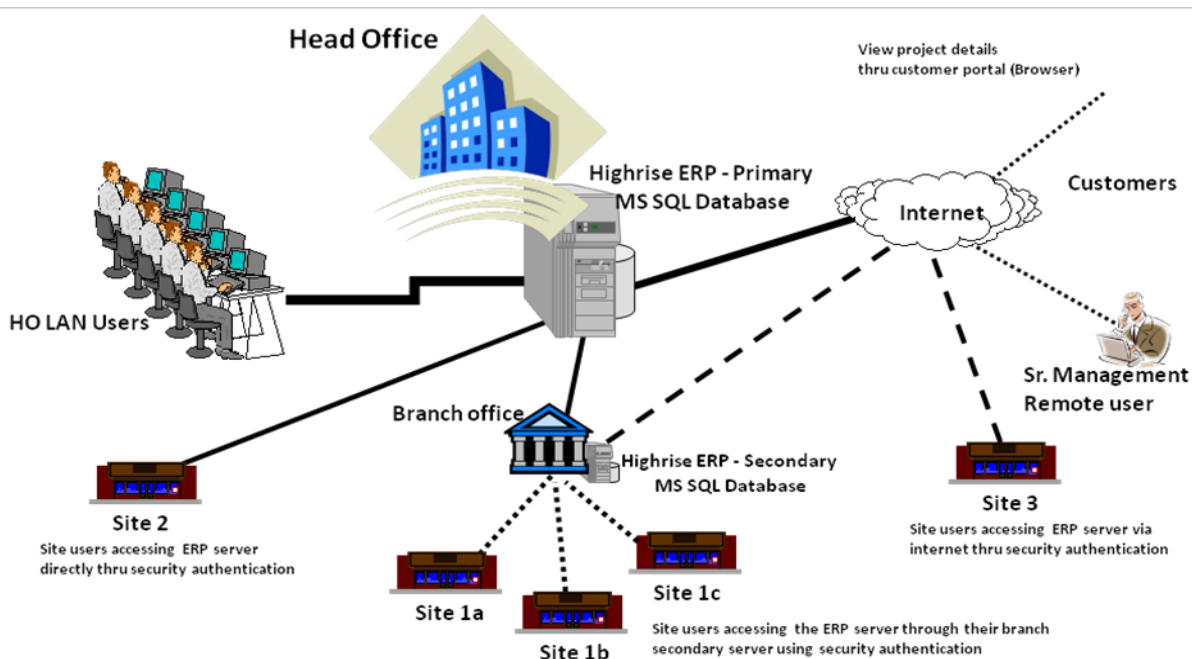 Head Office
View project details
thru customer portal (Browser)
Highrise ERP - Primary
MS SQL Database
Customers
Internet
HO LAN Users
Sr. Management
Remote user
Branch office
Highrise ERP - Secondary
MS SQL Database
Site 2
Site users accessing ERP server
directly thru security authentication
Site 3
Site users accessing ERP server via
internet thru security authentication
Site 1a
Site 1b
Site 1c
Site users accessing the ERP server through their branch
secondary server using security authentication